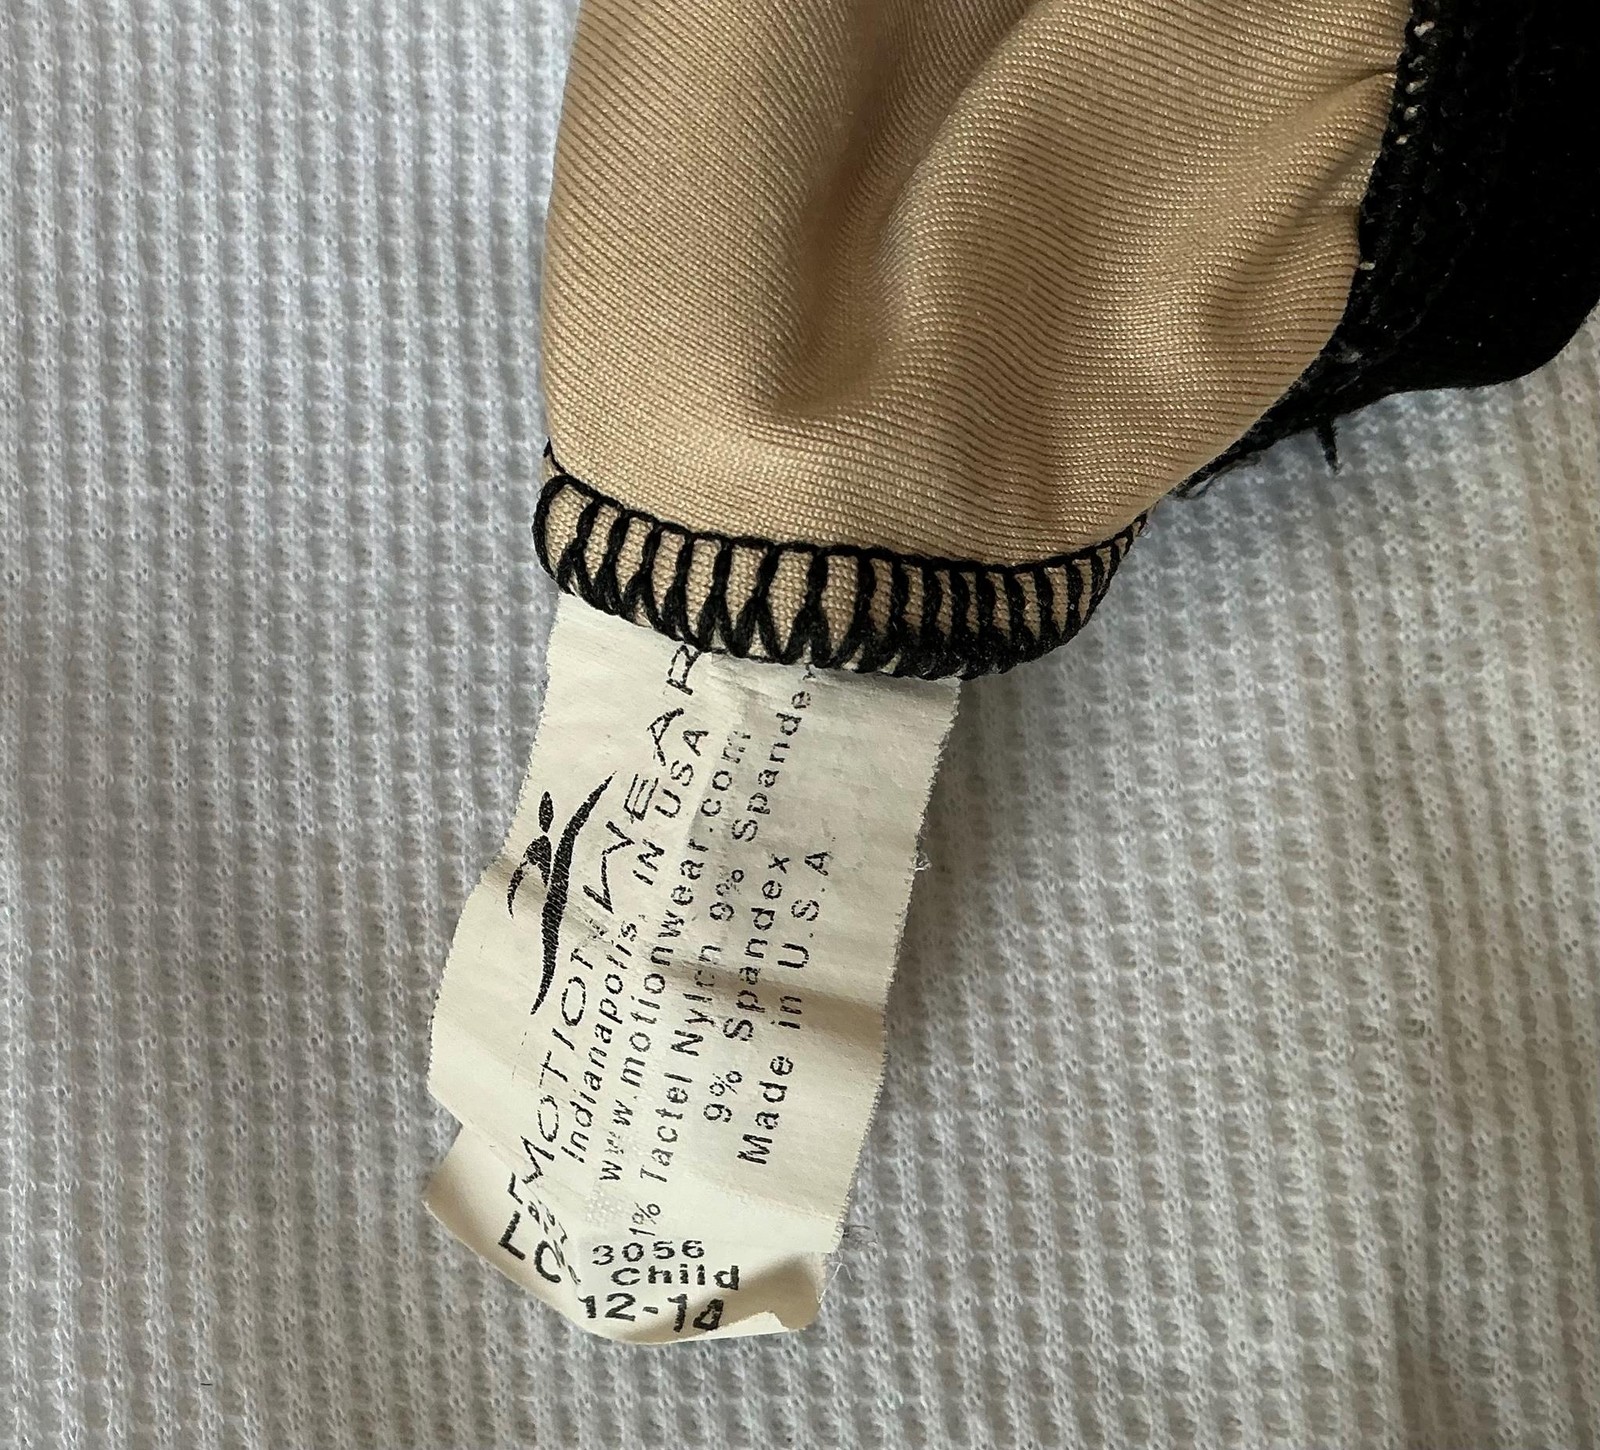 MOTIONWEAR
Indianapolis, IN USA
www.motionwear.com
1% Tactel Nylon 9% Spandex
9% Spandex
Made in U.S.A
3056
Child
12-14